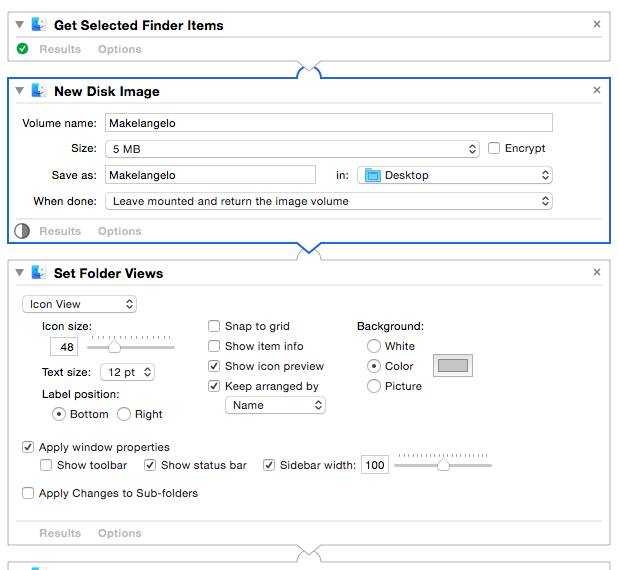 Get Selected Finder Items
Results Options
New Disk Image
Volume name: Makelangelo
Size: 5 MB Encrypt
Save as: Makelangelo in: Desktop
When done: Leave mounted and return the image volume
Results Options
Set Folder Views
Icon View
Icon size: Snap to grid Background:
48 Show item info White
Show icon preview Color
Text size: 12 pt Keep arranged by Picture
Label position: Name
Bottom Right
Apply window properties
Show toolbar Show status bar Sidebar width: 100
Apply Changes to Sub-folders
Results Options